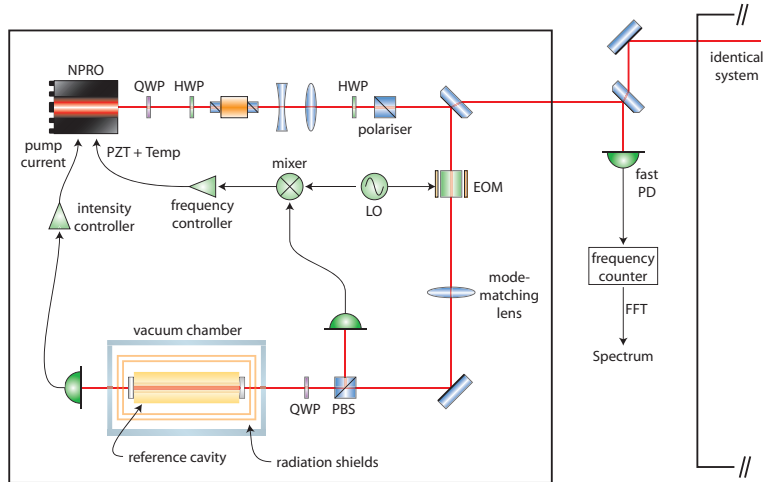 NPRO
QWP
HWP
HWP
polariser
identical
system
pump
current
PZT + Temp
mixer
EOM
fast
PD
intensity
controller
frequency
controller
LO
frequency
counter
mode-
matching
lens
FFT
vacuum chamber
Spectrum
QWP
PBS
reference cavity
radiation shields